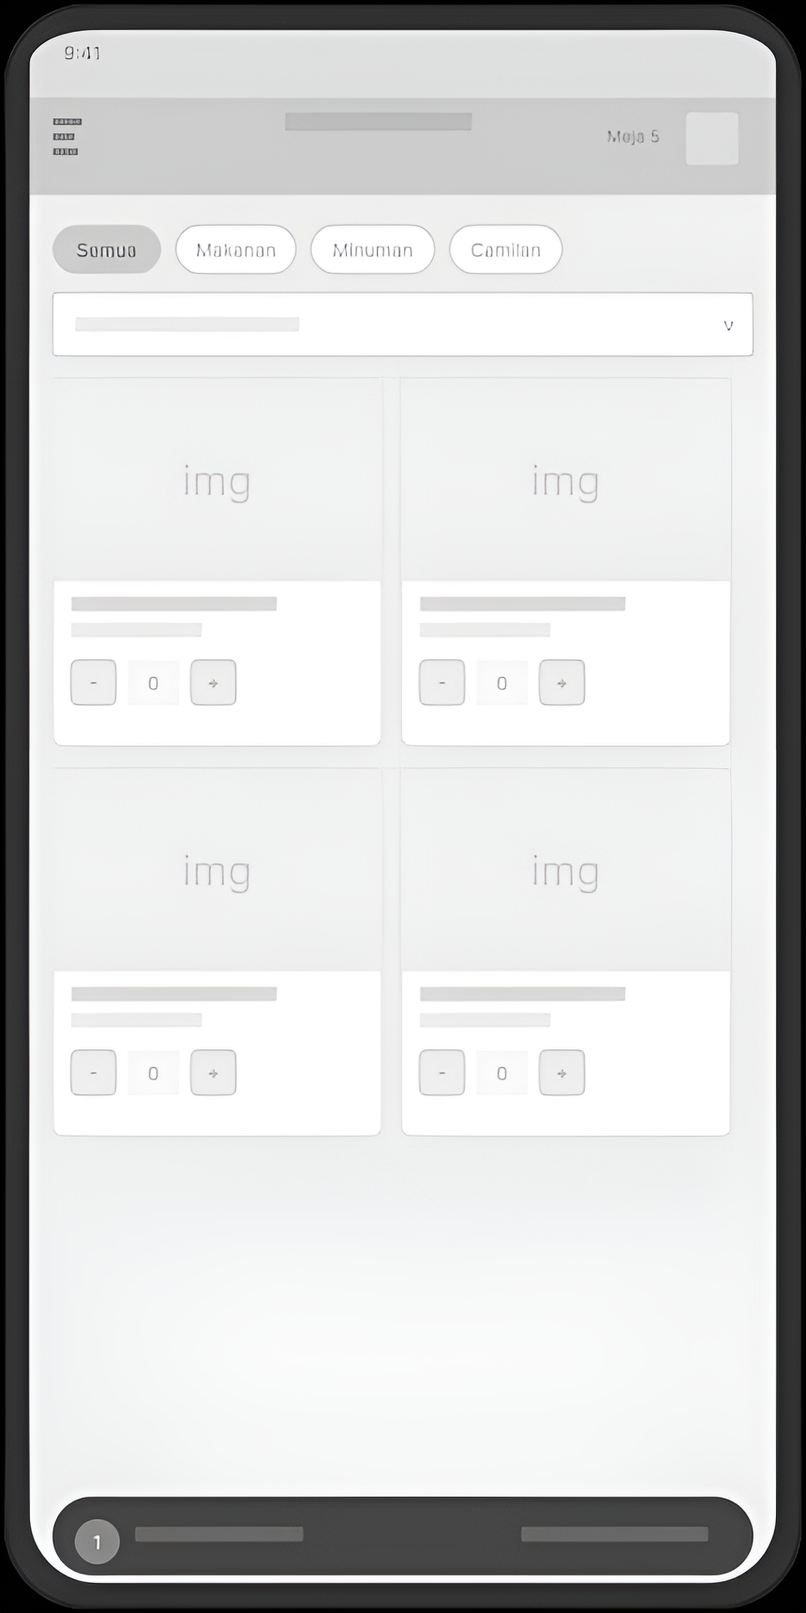 9:41
Meja 5
Semua Makanan Minuman Camilan
v
img img
- 0 + - 0 +
img img
- 0 + - 0 +
1